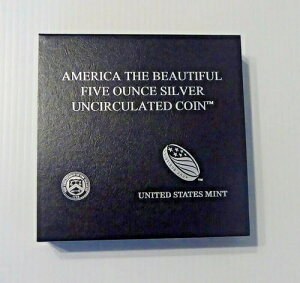 AMERICA THE BEAUTIFUL
FIVE OUNCE SILVER
UNCIRCULATED COIN™
UNITED STATES MINT